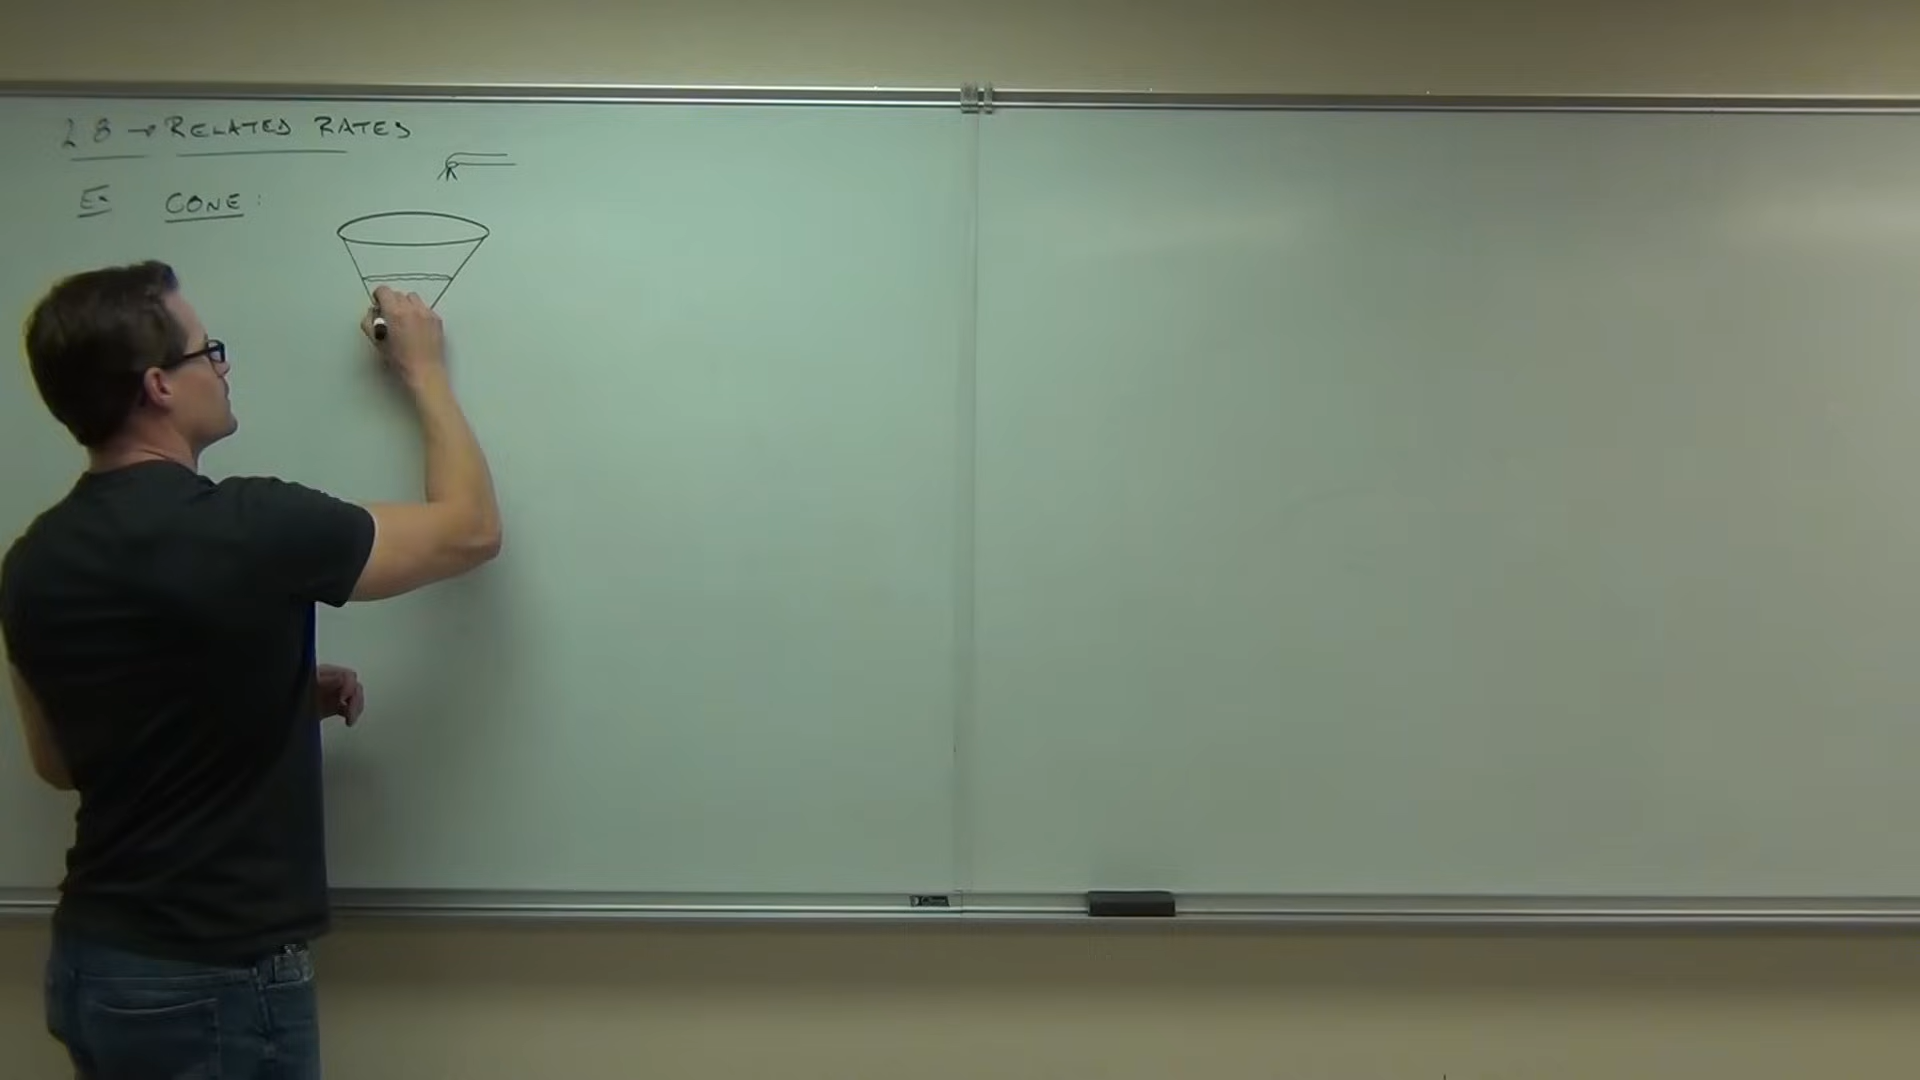 2.8 → RELATED RATES
Ex CONE: